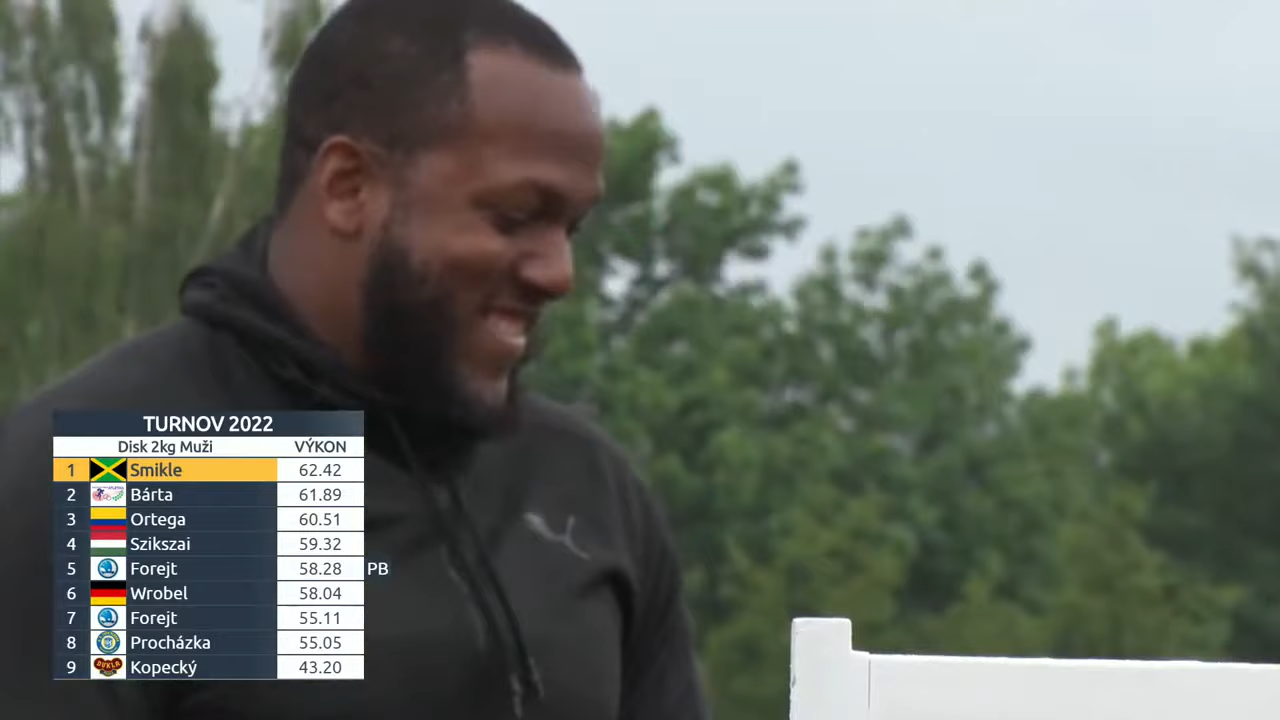 TURNOV 2022
Disk 2kg Muži VÝKON
1 Smikle 62.42
2 Bárta 61.89
3 Ortega 60.51
4 Szikszai 59.32
5 Forejt 58.28 PB
6 Wrobel 58.04
7 Forejt 55.11
8 Procházka 55.05
9 DUKLA Kopecký 43.20